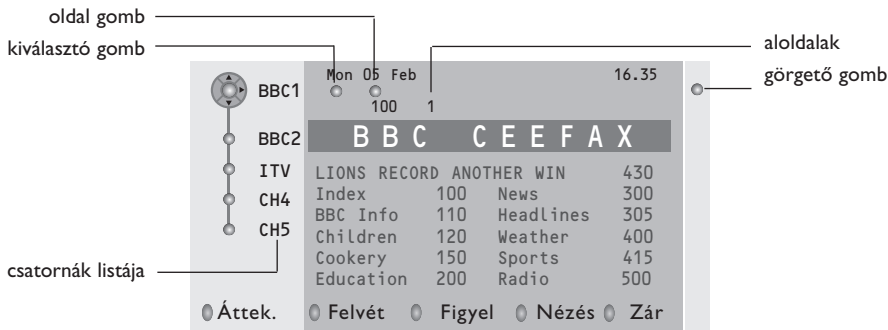 oldal gomb
kiválasztó gomb
aloldalak
görgető gomb
Mon 05 Feb 16.35
BBC1
100 1
BBC2 BBC CEEFAX
ITV LIONS RECORD ANOTHER WIN 430
CH4 Index 100 News 300
BBC Info 110 Headlines 305
CH5 Children 120 Weather 400
Cookery 150 Sports 415
csatornák listája
Education 200 Radio 500
Áttek. Felvét Figyel Nézés Zár